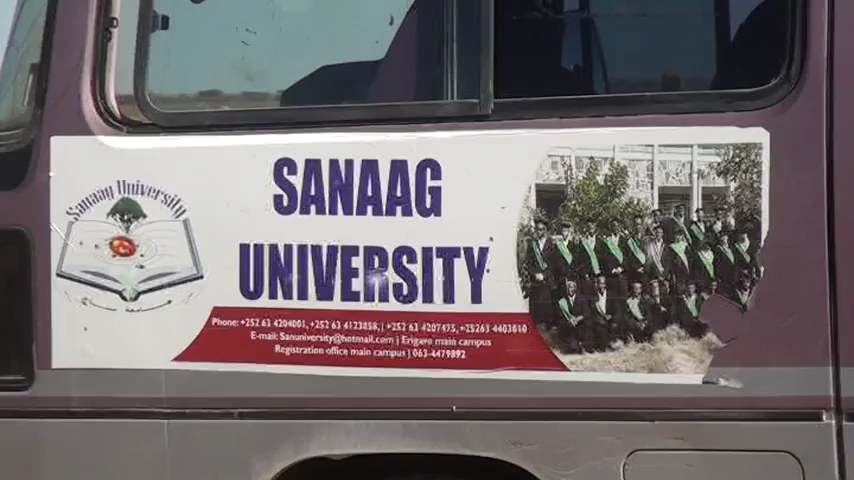 Sanaag University
SANAAG
UNIVERSITY
Phone: +252 63 4204001, +252 63 4123858, | +252 63 4207475, +25263 4403810
E-mail: Sanuniversity@hotmail.com | Erigavo main campus
Registration office main campus | 063-4479892